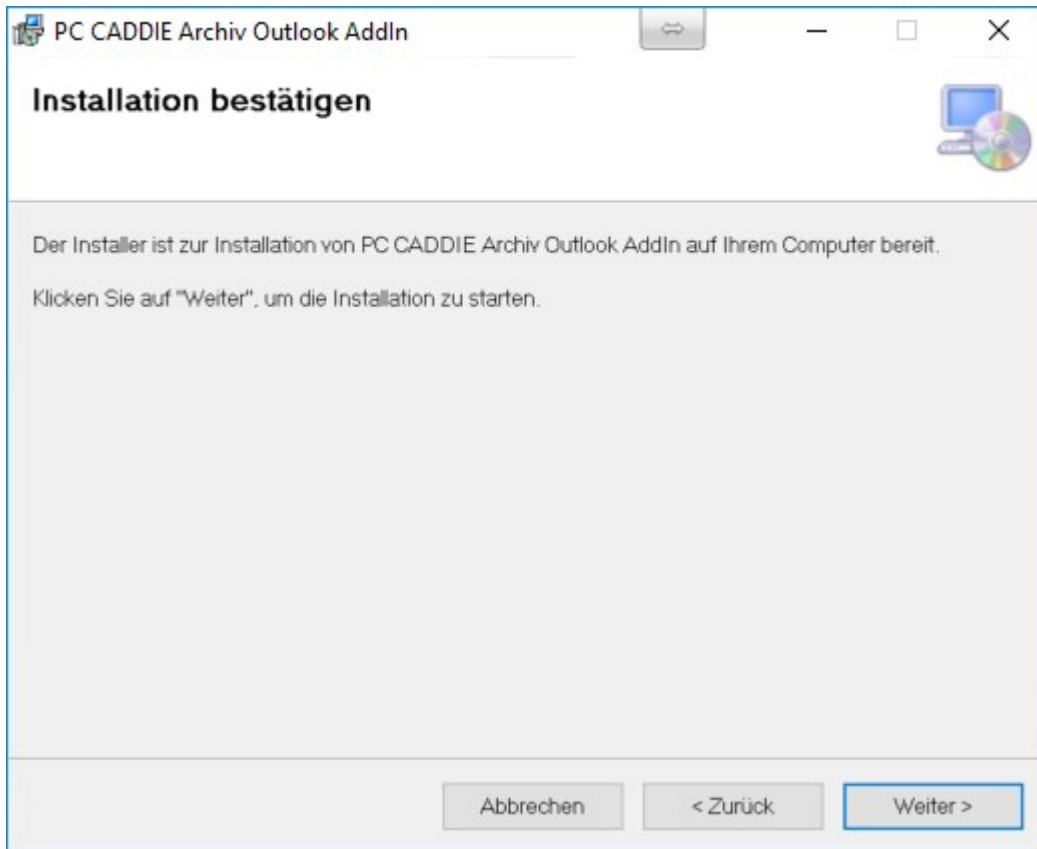 PC CADDIE Archiv Outlook AddIn
Installation bestätigen
Der Installer ist zur Installation von PC CADDIE Archiv Outlook AddIn auf Ihrem Computer bereit.
Klicken Sie auf "Weiter", um die Installation zu starten.
Abbrechen
< Zurück
Weiter >